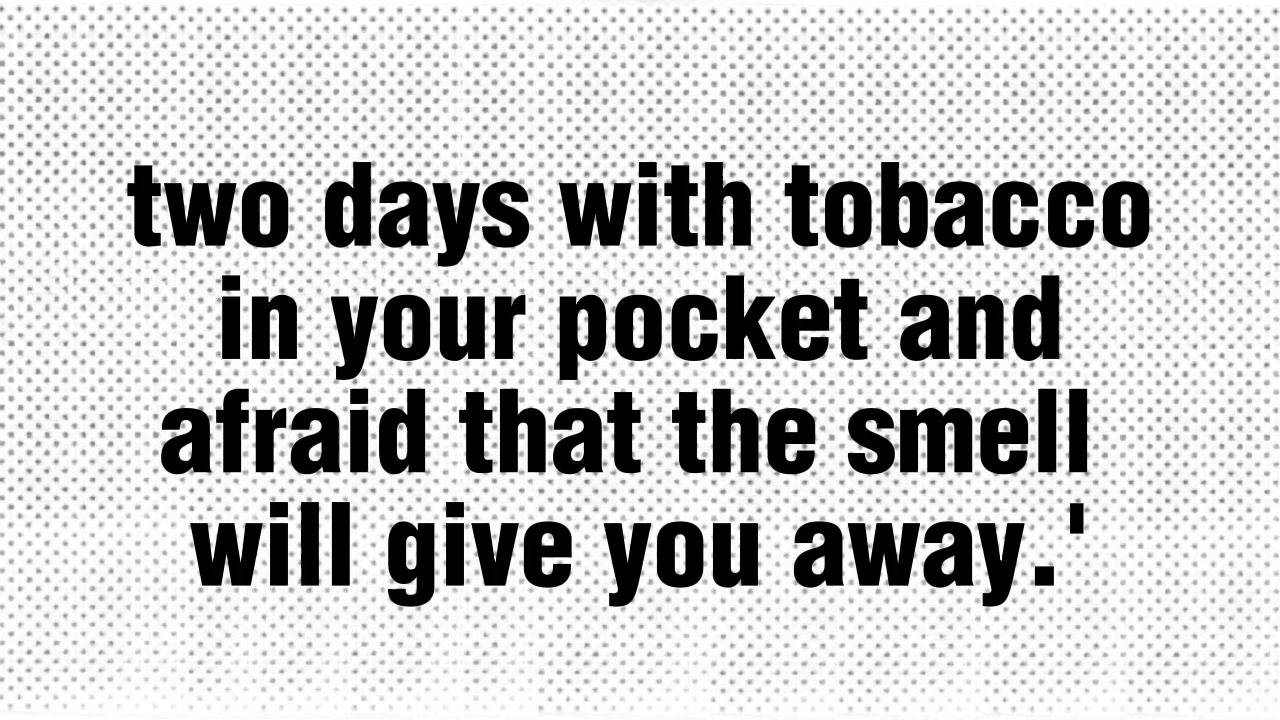 two days with tobacco
in your pocket and
afraid that the smell
will give you away.'